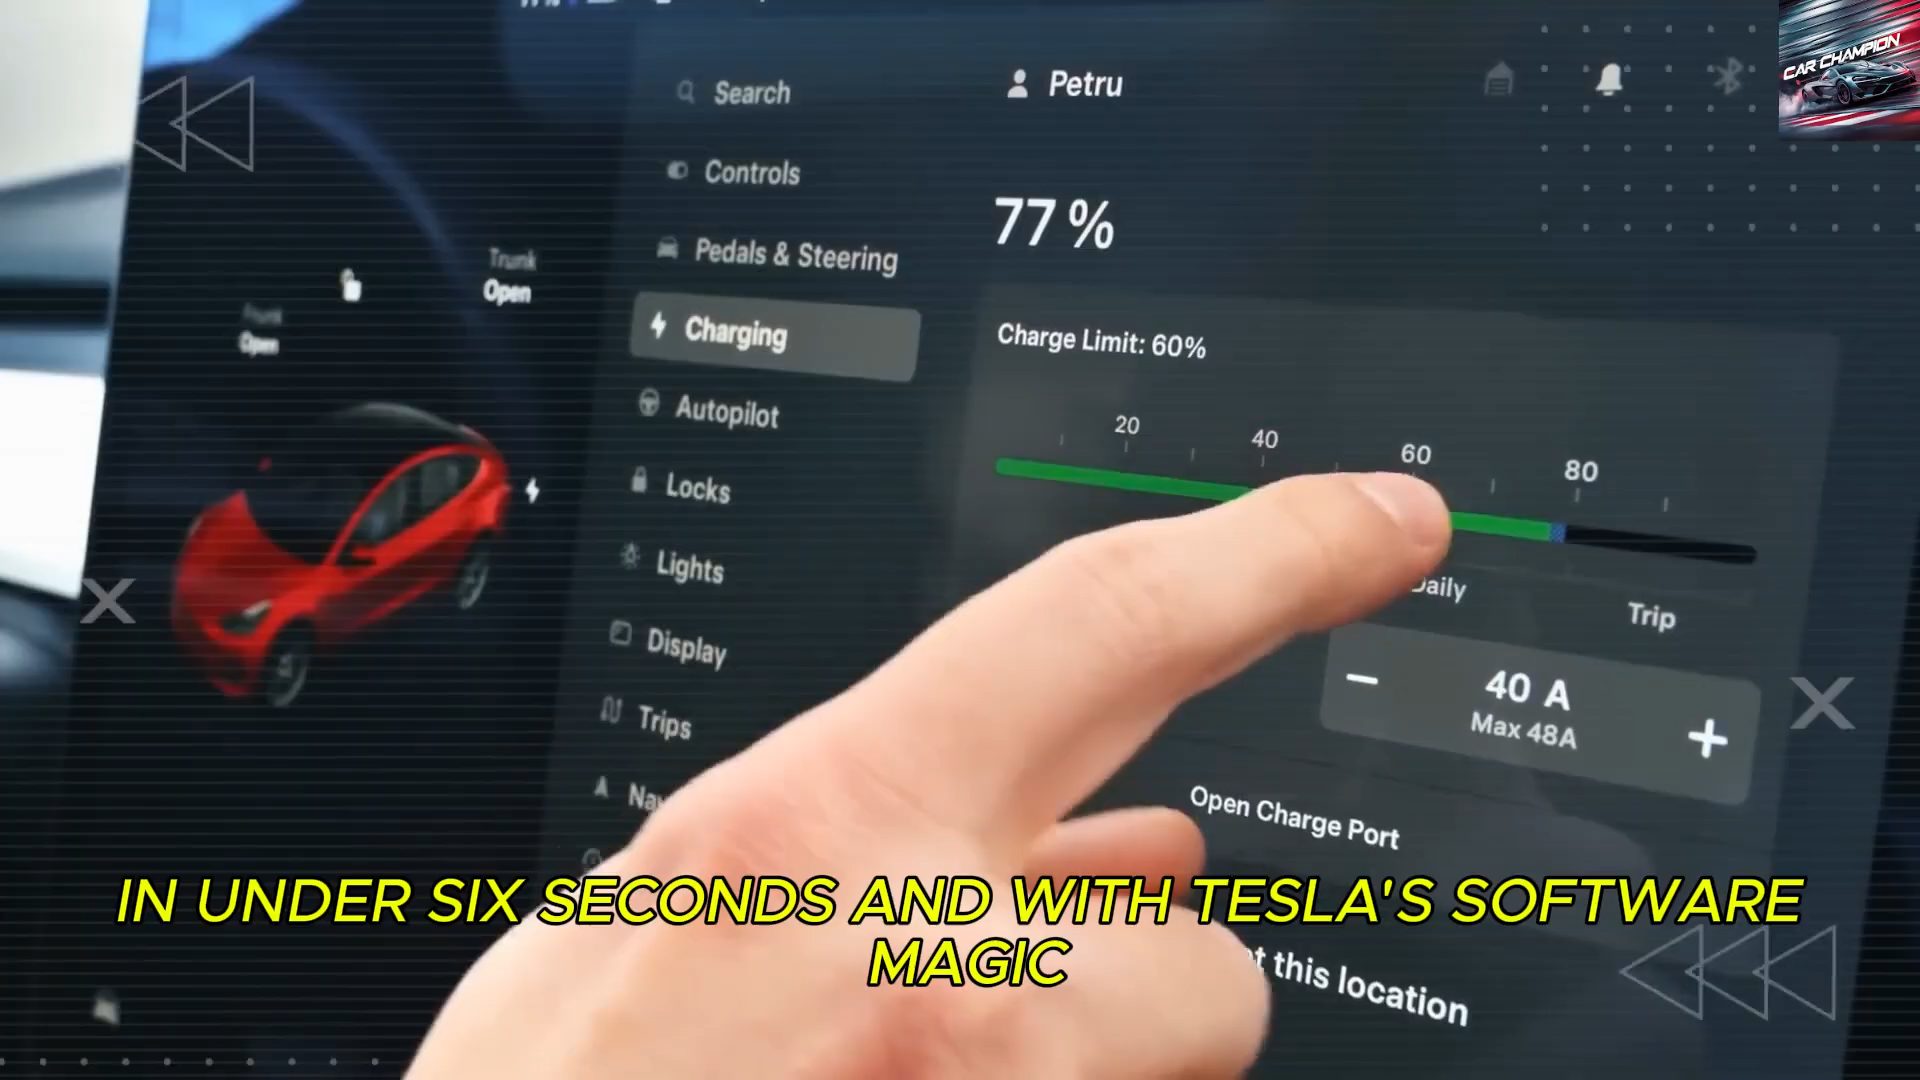 CAR CHAMPION
Search
Petru
Controls
77 %
Pedals & Steering
Trunk
Open
Frunk
Open
Charging
Charge Limit: 60%
Autopilot
20 40 60 80
Locks
Lights
Daily
Trip
Display
40 A
Max 48A
Trips
Open Charge Port
IN UNDER SIX SECONDS AND WITH TESLA'S SOFTWARE
MAGIC
this location